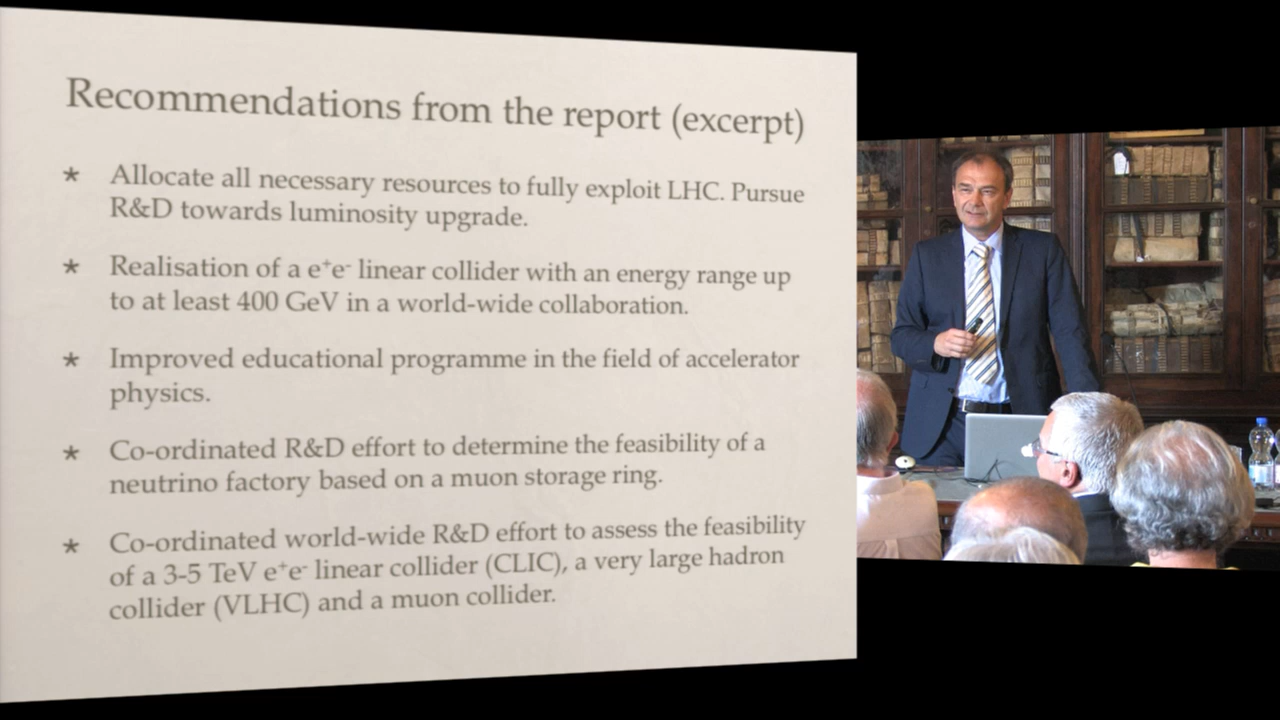 Recommendations from the report (excerpt)
* Allocate all necessary resources to fully exploit LHC. Pursue
R&D towards luminosity upgrade.
* Realisation of a e⁺e⁻ linear collider with an energy range up
to at least 400 GeV in a world-wide collaboration.
* Improved educational programme in the field of accelerator
physics.
* Co-ordinated R&D effort to determine the feasibility of a
neutrino factory based on a muon storage ring.
* Co-ordinated world-wide R&D effort to assess the feasibility
of a 3-5 TeV e⁺e⁻ linear collider (CLIC), a very large hadron
collider (VLHC) and a muon collider.